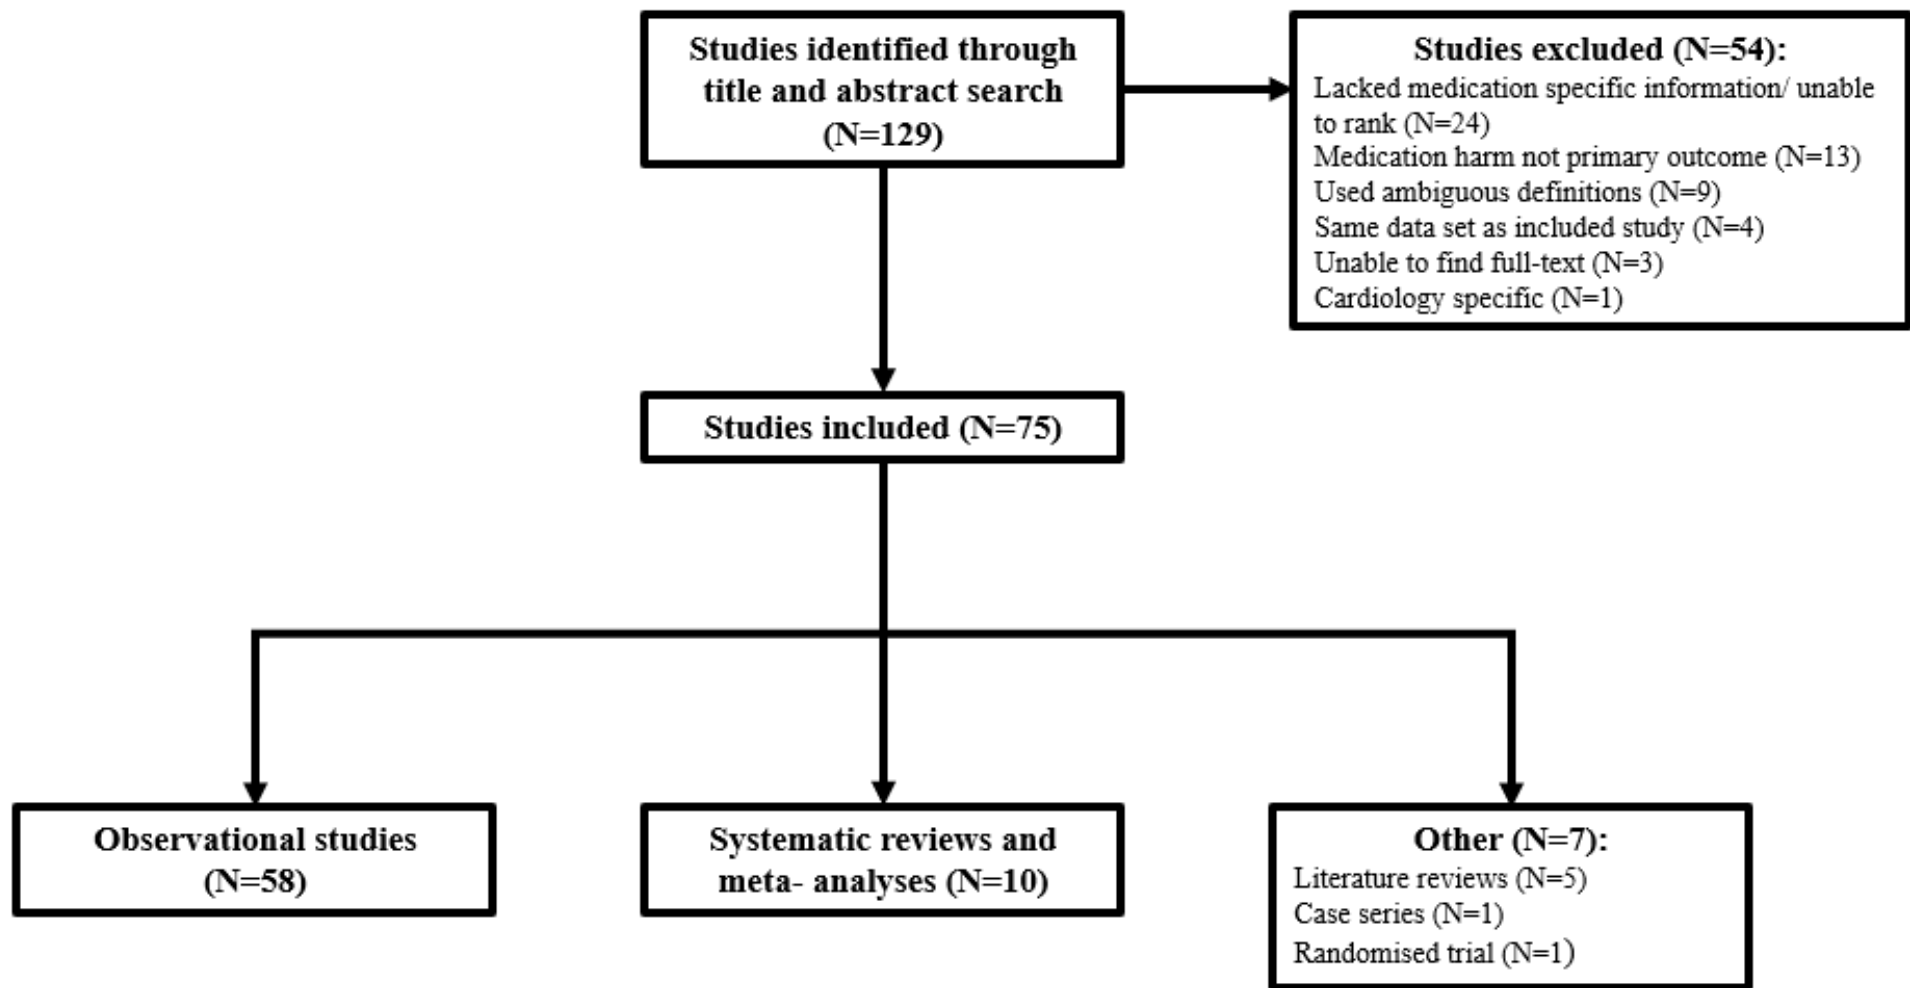 Studies identified through
title and abstract search
(N=129)
Studies excluded (N=54):
Lacked medication specific information/ unable
to rank (N=24)
Medication harm not primary outcome (N=13)
Used ambiguous definitions (N=9)
Same data set as included study (N=4)
Unable to find full-text (N=3)
Cardiology specific (N=1)
Studies included (N=75)
Observational studies
(N=58)
Systematic reviews and
meta- analyses (N=10)
Other (N=7):
Literature reviews (N=5)
Case series (N=1)
Randomised trial (N=1)